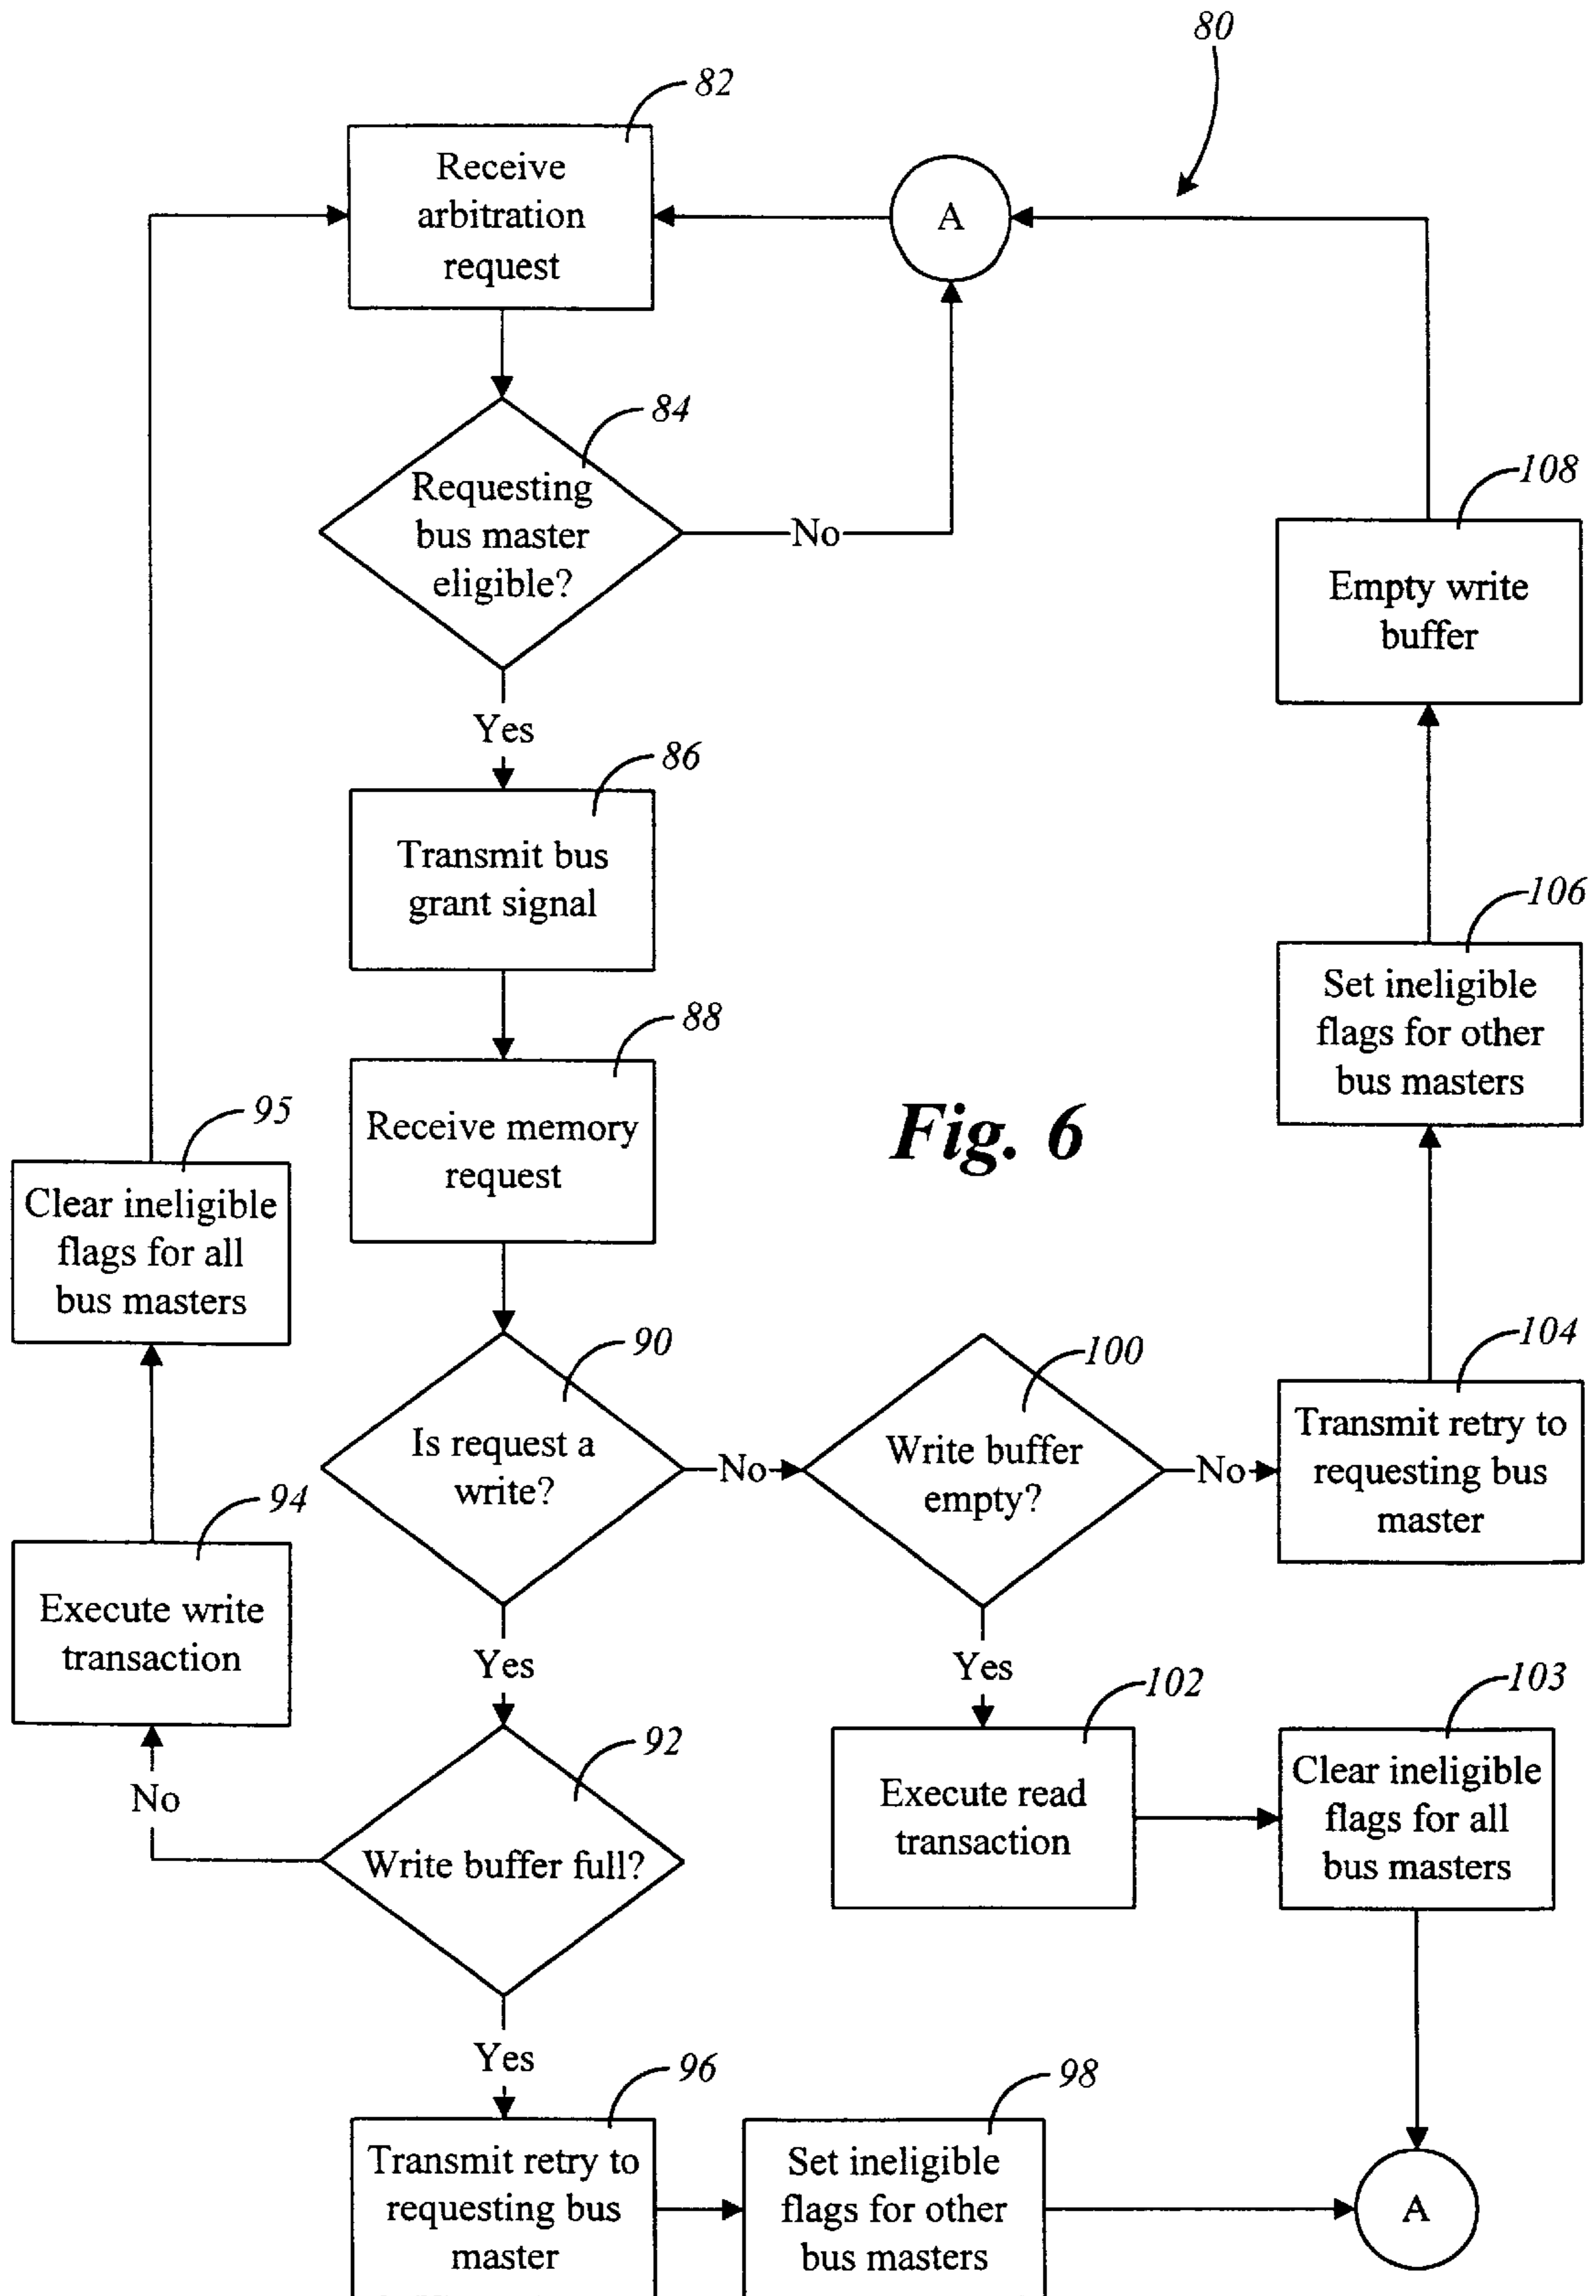 80
82
Receive
arbitration
request
A
84
Requesting
bus master
eligible?
No
Yes
108
Empty write
buffer
86
Transmit bus
grant signal
106
Set ineligible
flags for other
bus masters
88
Receive memory
request
Fig. 6
95
Clear ineligible
flags for all
bus masters
90
Is request a
write?
No
100
Write buffer
empty?
No
104
Transmit retry to
requesting bus
master
94
Execute write
transaction
Yes
Yes
102
Execute read
transaction
103
Clear ineligible
flags for all
bus masters
92
Write buffer full?
No
Yes
96
Transmit retry to
requesting bus
master
98
Set ineligible
flags for other
bus masters
A